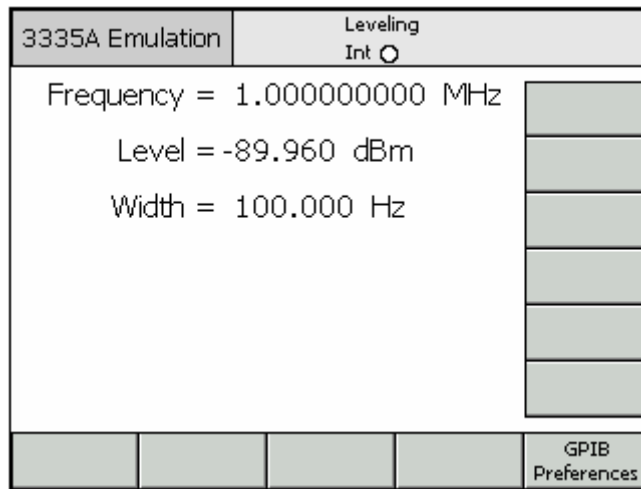 3335A Emulation
Leveling
Int
Frequency = 1.000000000 MHz
Level = -89.960 dBm
Width = 100.000 Hz
GPIB
Preferences